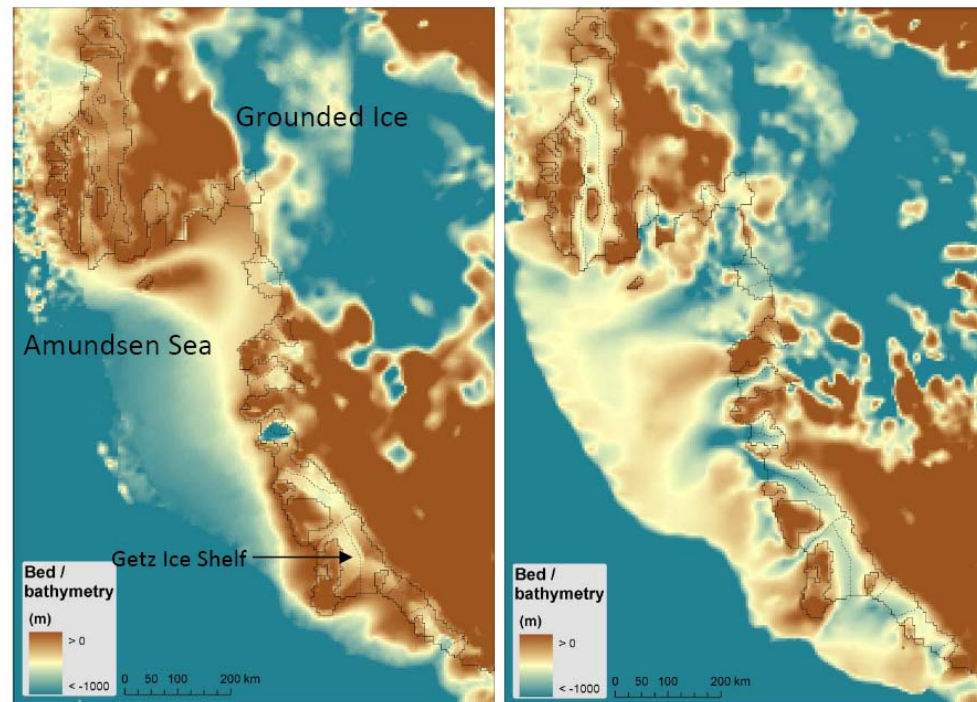 Grounded Ice
Amundsen Sea
Getz Ice Shelf
Bed /
bathymetry
(m)
> 0
< -1000
0 50 100 200 km
Bed /
bathymetry
(m)
> 0
< -1000
0 50 100 200 km